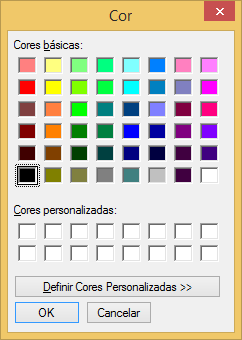 Cor
Cores básicas:
Cores personalizadas:
Definir Cores Personalizadas >>
OK
Cancelar